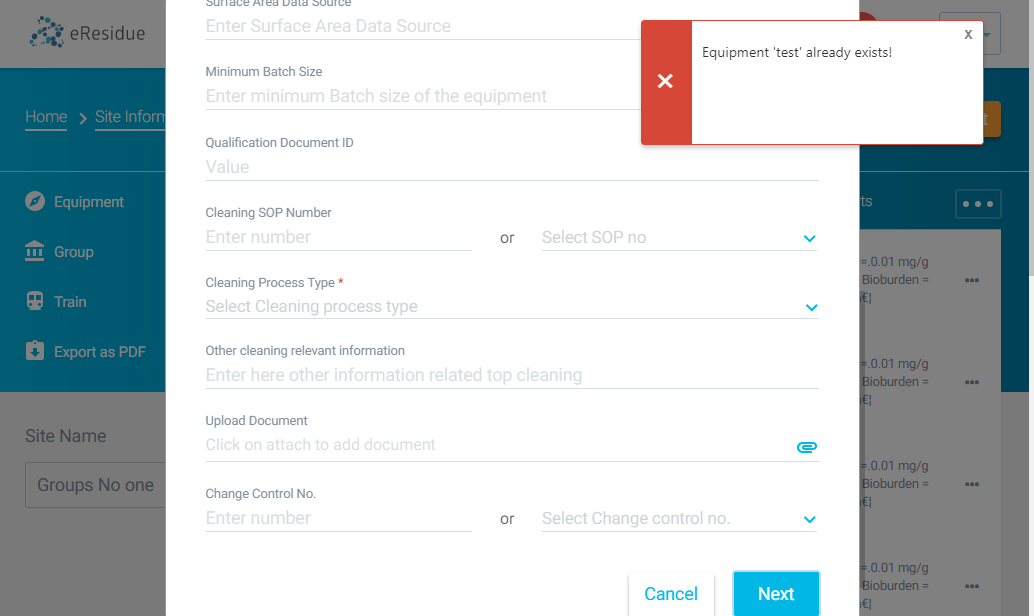 eResidue
Home
Site Inform
Equipment
Group
Train
Export as PDF
Site Name
Groups No one
Surface Area Data Source
Enter Surface Area Data Source
Minimum Batch Size
Enter minimum Batch size of the equipment
Qualification Document ID
Value
Cleaning SOP Number
Enter number
or
Select SOP no
Cleaning Process Type *
Select Cleaning process type
Other cleaning relevant information
Enter here other information related top cleaning
Upload Document
Click on attach to add document
Change Control No.
Enter number
or
Select Change control no.
Cancel
Next
Equipment 'test' already exists!
x
t
ts
=.0.01 mg/g
Bioburden =
â€¦
=.0.01 mg/g
Bioburden =
â€¦
=.0.01 mg/g
Bioburden =
â€¦
=.0.01 mg/g
Bioburden =
â€¦